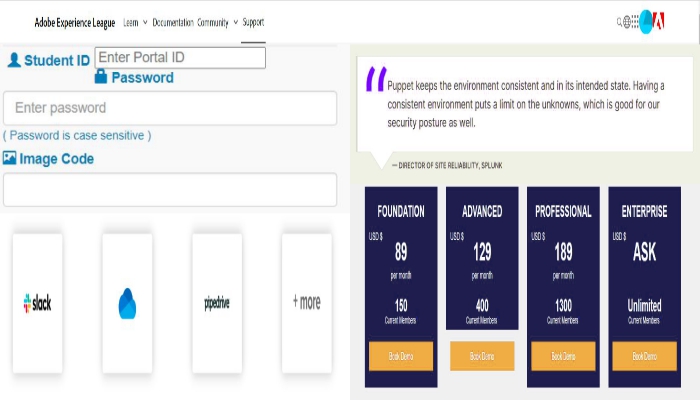 Adobe Experience League Learn Documentation Community Support
Student ID Enter Portal ID
Password
Enter password
( Password is case sensitive )
Image Code
slack
pipedrive
+ more
Puppet keeps the environment consistent and in its intended state. Having a
consistent environment puts a limit on the unknowns, which is good for our
security posture as well.
— DIRECTOR OF SITE RELIABILITY, SPLUNK
FOUNDATION
USD $
89
per month
150
Current Members
Book Demo
ADVANCED
USD $
129
per month
400
Current Members
Book Demo
PROFESSIONAL
USD $
189
per month
1300
Current Members
Book Demo
ENTERPRISE
USD $
ASK
Unlimited
Current Members
Book Demo